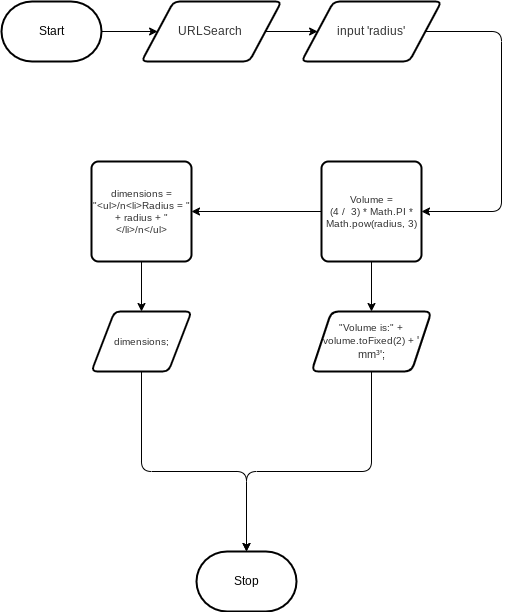 Start
URLSearch
input 'radius'
dimensions =
"<ul>/n<li>Radius = "
+ radius + "
</li>/n</ul>
Volume =
(4 /  3) * Math.PI *
Math.pow(radius, 3)
dimensions;
"Volume is:" +
volume.toFixed(2) + '
mm³';
Stop